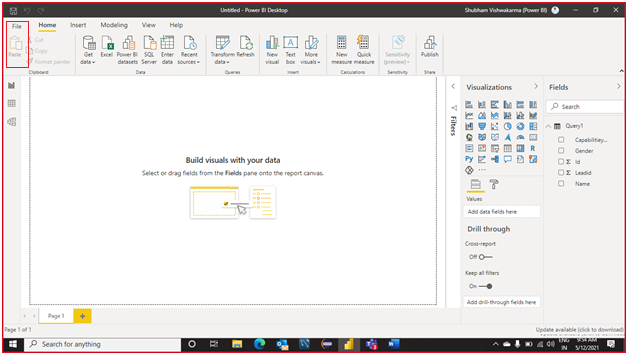 Untitled - Power BI Desktop
Shubham Vishwakarma (Power BI)
File Home Insert Modeling View Help
Paste
Cut
Copy
Format painter
Clipboard
Get data
Excel
Power BI datasets
SQL Server
Enter data
Recent sources
Data
Transform data
Refresh
Queries
New visual
Text box
More visuals
Insert
New measure
Quick measure
Calculations
Sensitivity (preview)
Sensitivity
Publish
Share
Build visuals with your data
Select or drag fields from the Fields pane onto the report canvas.
Filters
Visualizations
R
Py
Values
Add data fields here
Drill through
Cross-report
Off
Keep all filters
On
Add drill-through fields here
Fields
Search
Query1
Capabilitiey...
Gender
Σ Id
Σ Leadid
Name
Page 1
Page 1 of 1
Update available (click to download)
Search for anything
ENG
IN
9:54 AM
5/12/2021